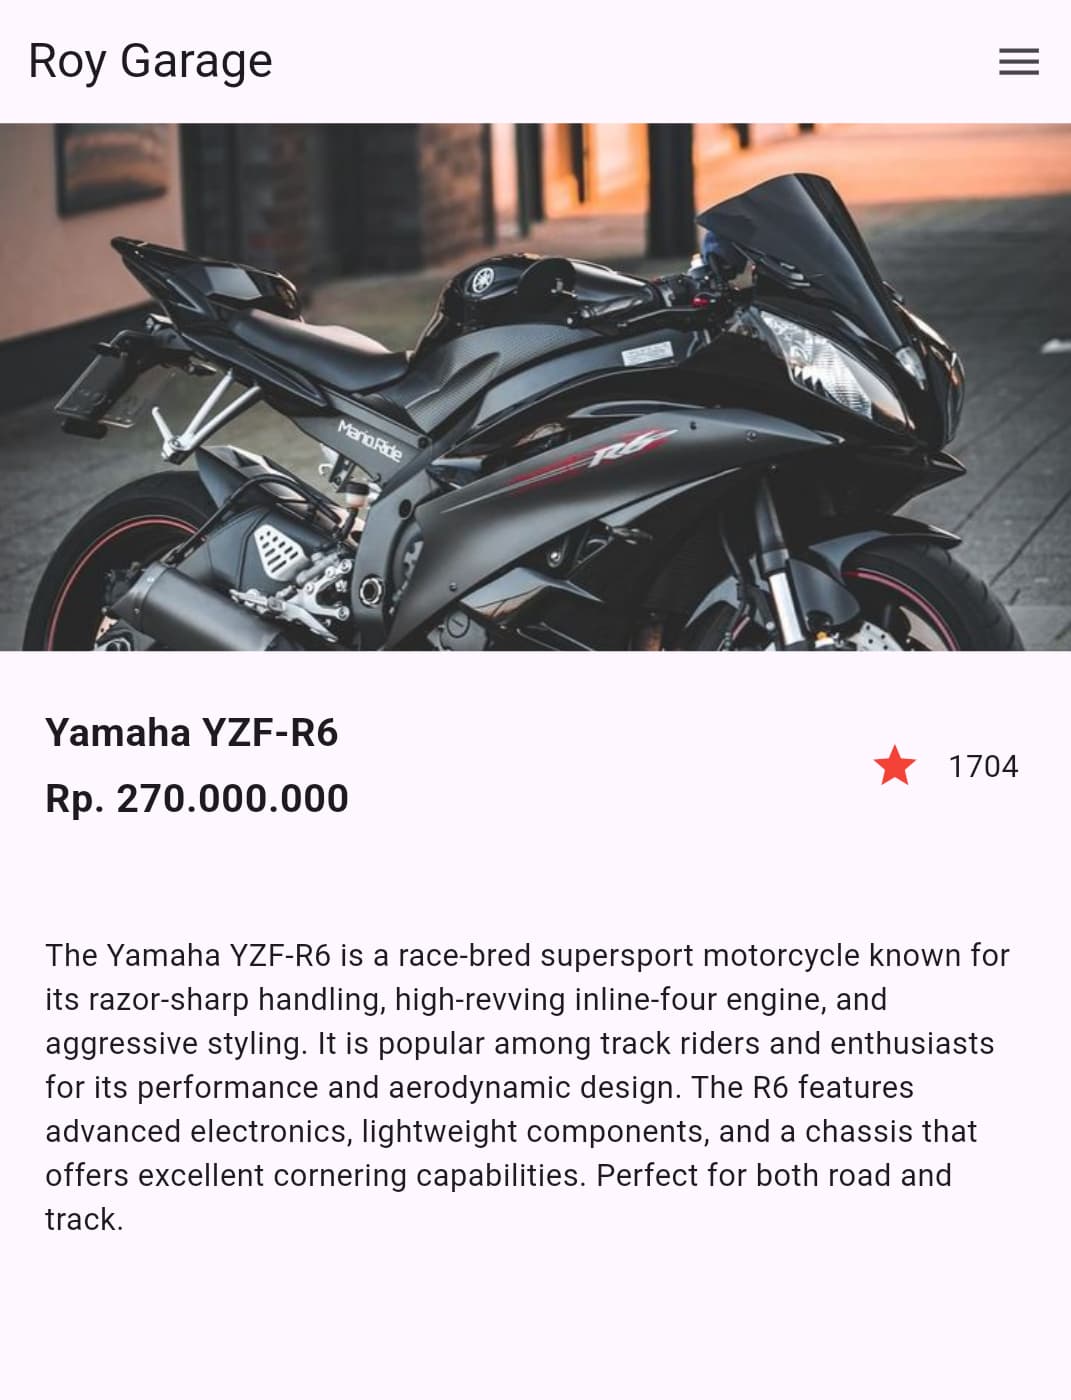 Roy Garage
Mario.Ride
R6
Yamaha YZF-R6
Rp. 270.000.000
1704
The Yamaha YZF-R6 is a race-bred supersport motorcycle known for
its razor-sharp handling, high-revving inline-four engine, and
aggressive styling. It is popular among track riders and enthusiasts
for its performance and aerodynamic design. The R6 features
advanced electronics, lightweight components, and a chassis that
offers excellent cornering capabilities. Perfect for both road and
track.